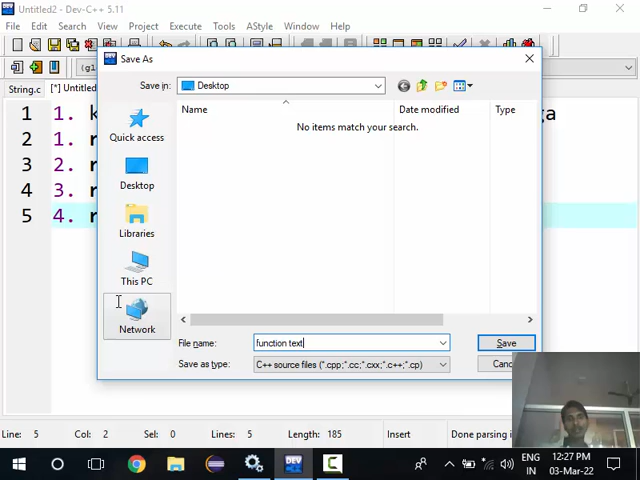 Untitled2 - Dev-C++ 5.11
File Edit Search View Project Execute Tools AStyle Window Help
String.c [*] Untitled
Save As
Save in: Desktop
Name Date modified Type
No items match your search.
Quick access
Desktop
Libraries
This PC
Network
File name: function text Save
Save as type: C++ source files (*.cpp;*.cc;*.cxx;*.c++;*.cp)
1 1. k ga
2 1. r
3 2. r
4 3. r
5 4. r
Line: 5 Col: 2 Sel: 0 Lines: 5 Length: 185 Insert Done parsing
ENG 12:27 PM
IN 03-Mar-22